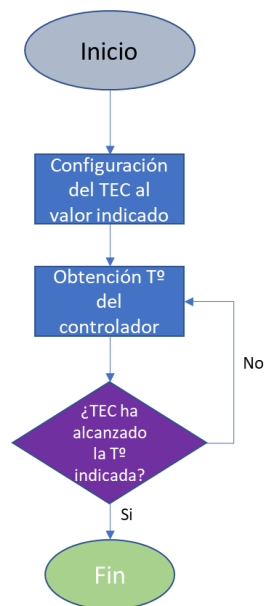 Inicio
Configuración
del TEC al
valor indicado
Obtención Tº
del
controlador
No
¿TEC ha
alcanzado
la Tº
indicada?
Si
Fin